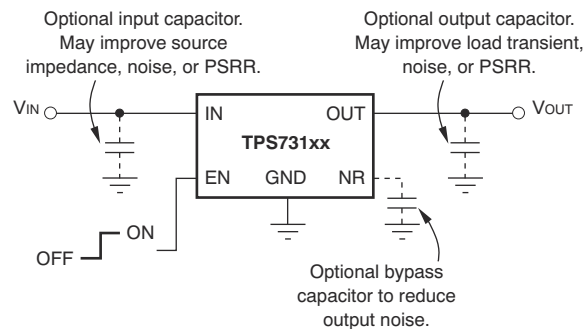 Optional input capacitor.
May improve source
impedance, noise, or PSRR.
Optional output capacitor.
May improve load transient,
noise, or PSRR.
VIN
IN
OUT
VOUT
TPS731xx
EN
GND
NR
ON
OFF
Optional bypass
capacitor to reduce
output noise.